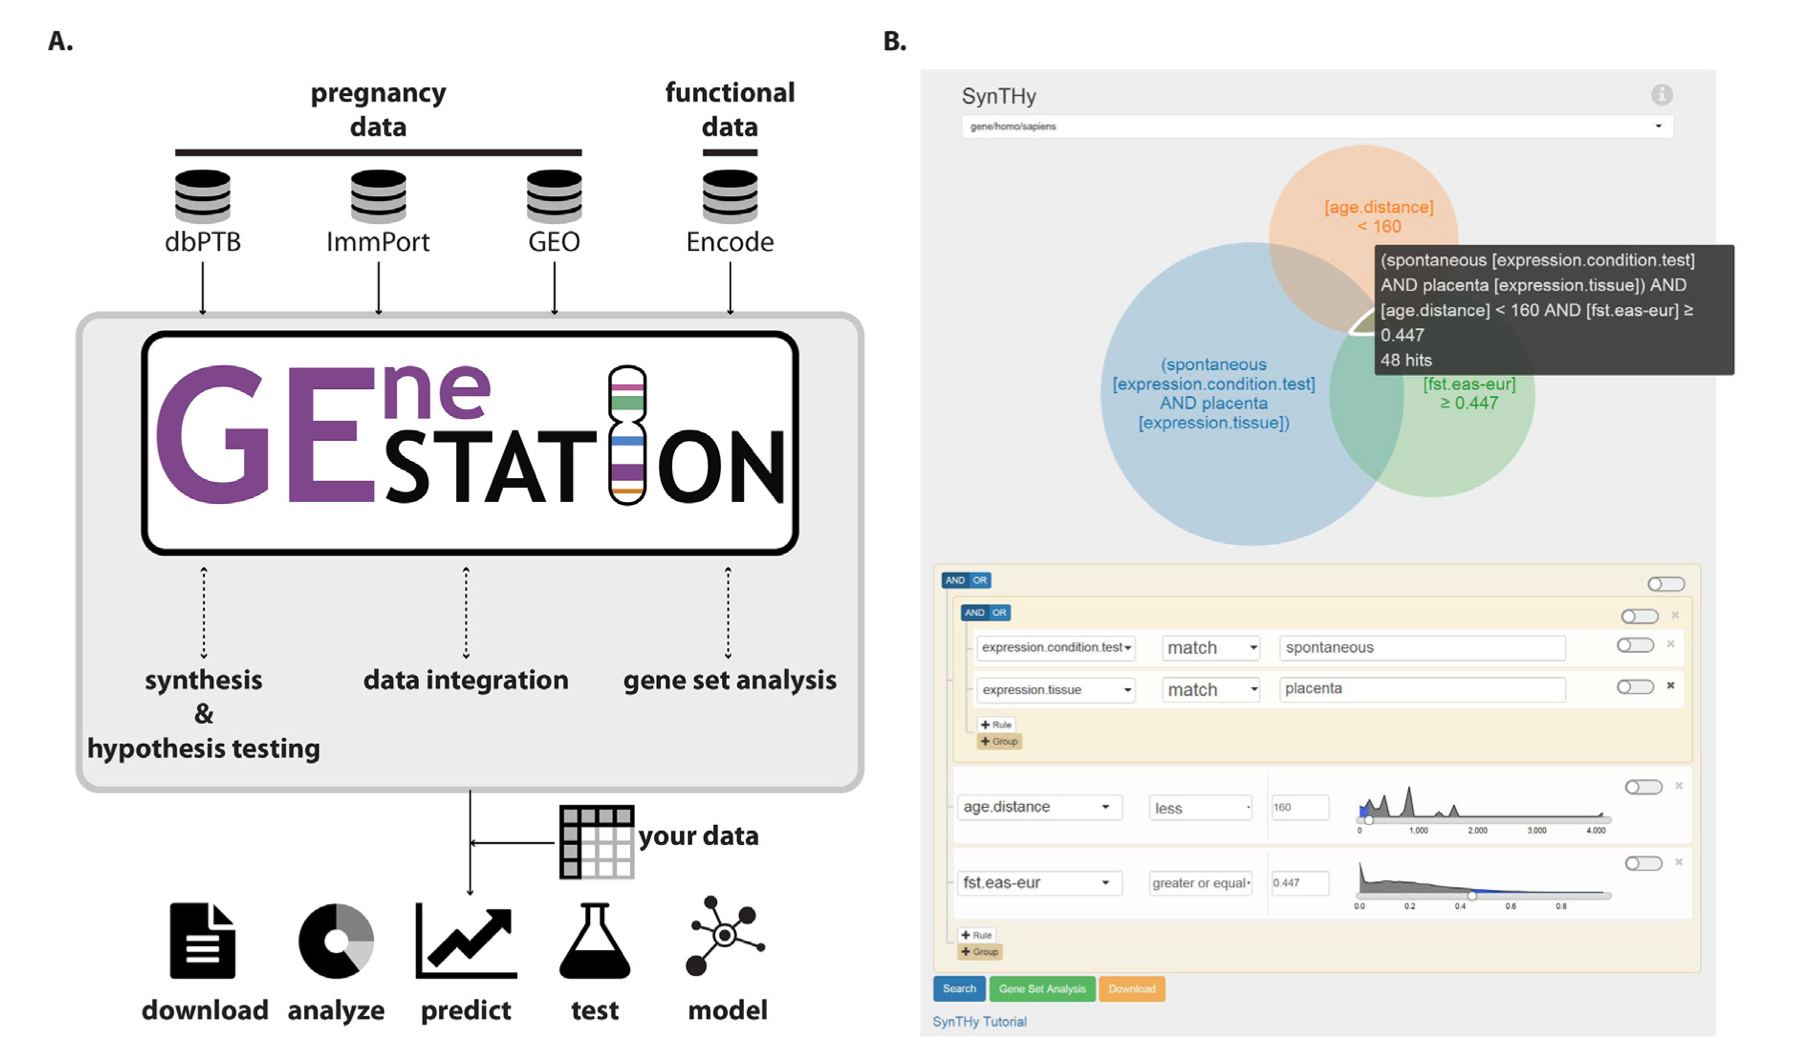 A.
pregnancy
data
functional
data
dbPTB
ImmPort
GEO
Encode
GEne
STATION
synthesis
&
hypothesis testing
data integration
gene set analysis
your data
download
analyze
predict
test
model
B.
SynTHy
gene/homo/sapiens
[age.distance]
< 160
(spontaneous [expression.condition.test]
AND placenta [expression.tissue]) AND
[age.distance] < 160 AND [fst.eas-eur] ≥
0.447
48 hits
(spontaneous
[expression.condition.test]
AND placenta
[expression.tissue])
[fst.eas-eur]
≥ 0.447
AND OR
AND OR
expression.condition.test match spontaneous
expression.tissue match placenta
+ Rule
+ Group
age.distance less 160
0 1,000 2,000 3,000 4,000
fst.eas-eur greater or equal 0.447
0.0 0.2 0.4 0.6 0.8
+ Rule
+ Group
Search Gene Set Analysis Download
SynTHy Tutorial